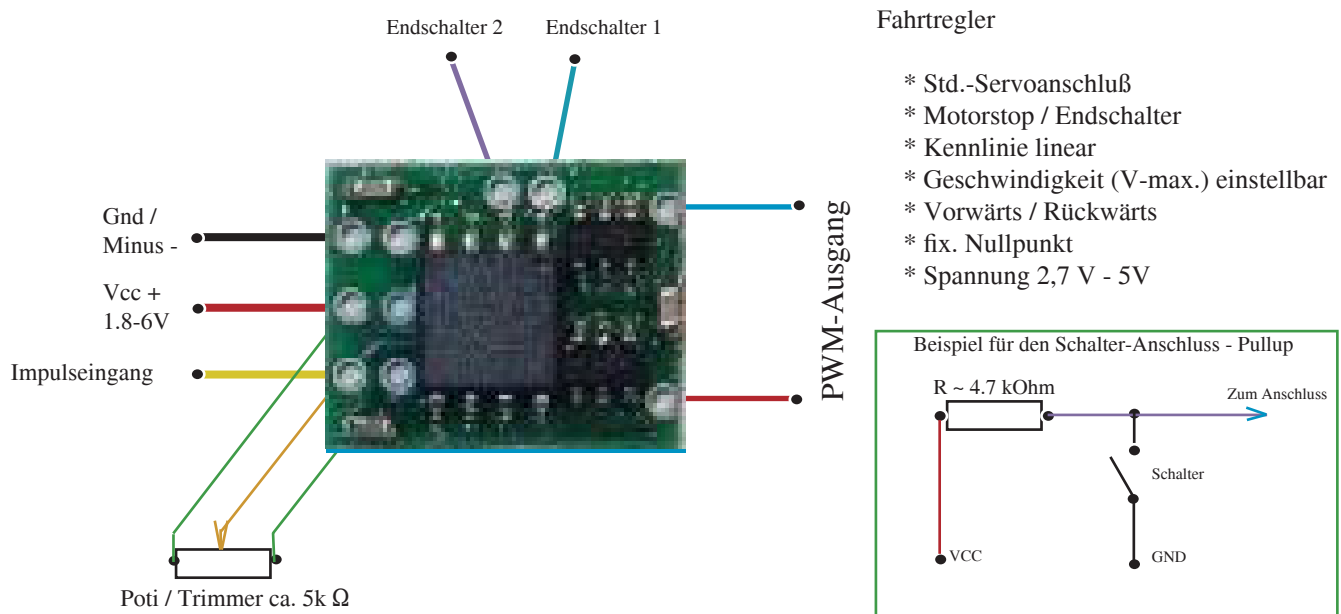 Endschalter 2
Endschalter 1
Gnd /
Minus -
Vcc +
1.8-6V
Impulseingang
Poti / Trimmer ca. 5k Ω
PWM-Ausgang
Fahrtregler
* Std.-Servoanschluß
* Motorstop / Endschalter
* Kennlinie linear
* Geschwindigkeit (V-max.) einstellbar
* Vorwärts / Rückwärts
* fix. Nullpunkt
* Spannung 2,7 V - 5V
Beispiel für den Schalter-Anschluss - Pullup
R ~ 4.7 kOhm
Zum Anschluss
Schalter
VCC
GND